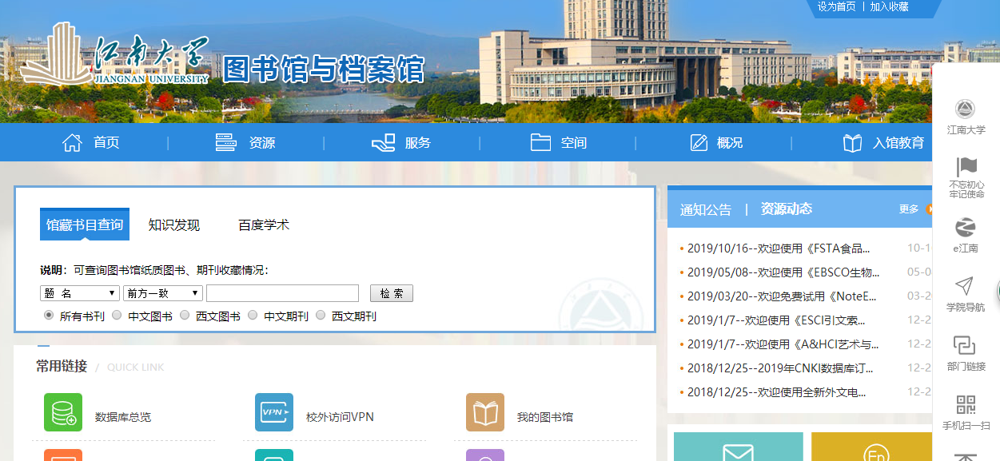 设为首页 | 加入收藏
江南大学
JIANGNAN UNIVERSITY
图书馆与档案馆
首页 | 资源 | 服务 | 空间 | 概况 | 入馆教育
馆藏书目查询 知识发现 百度学术
说明：可查询图书馆纸质图书、期刊收藏情况：
题 名 前方一致 检 索
所有书刊 中文图书 西文图书 中文期刊 西文期刊
常用链接 / QUICK LINK
数据库总览 校外访问VPN 我的图书馆
VPN
通知公告 | 资源动态 更多
2019/10/16--欢迎使用《FSTA食品... 10-1
2019/05/08--欢迎使用《EBSCO生物... 05-0
2019/03/20--欢迎免费试用《NoteE... 03-2
2019/1/7--欢迎使用《ESCI引文索... 12-2
2019/1/7--欢迎使用《A&HCI艺术与... 12-2
2018/12/25--2019年CNKI数据库订... 12-2
2018/12/25--欢迎使用全新外文电... 12-2
En
江南大学
不忘初心
牢记使命
e江南
学院导航
部门链接
手机扫一扫